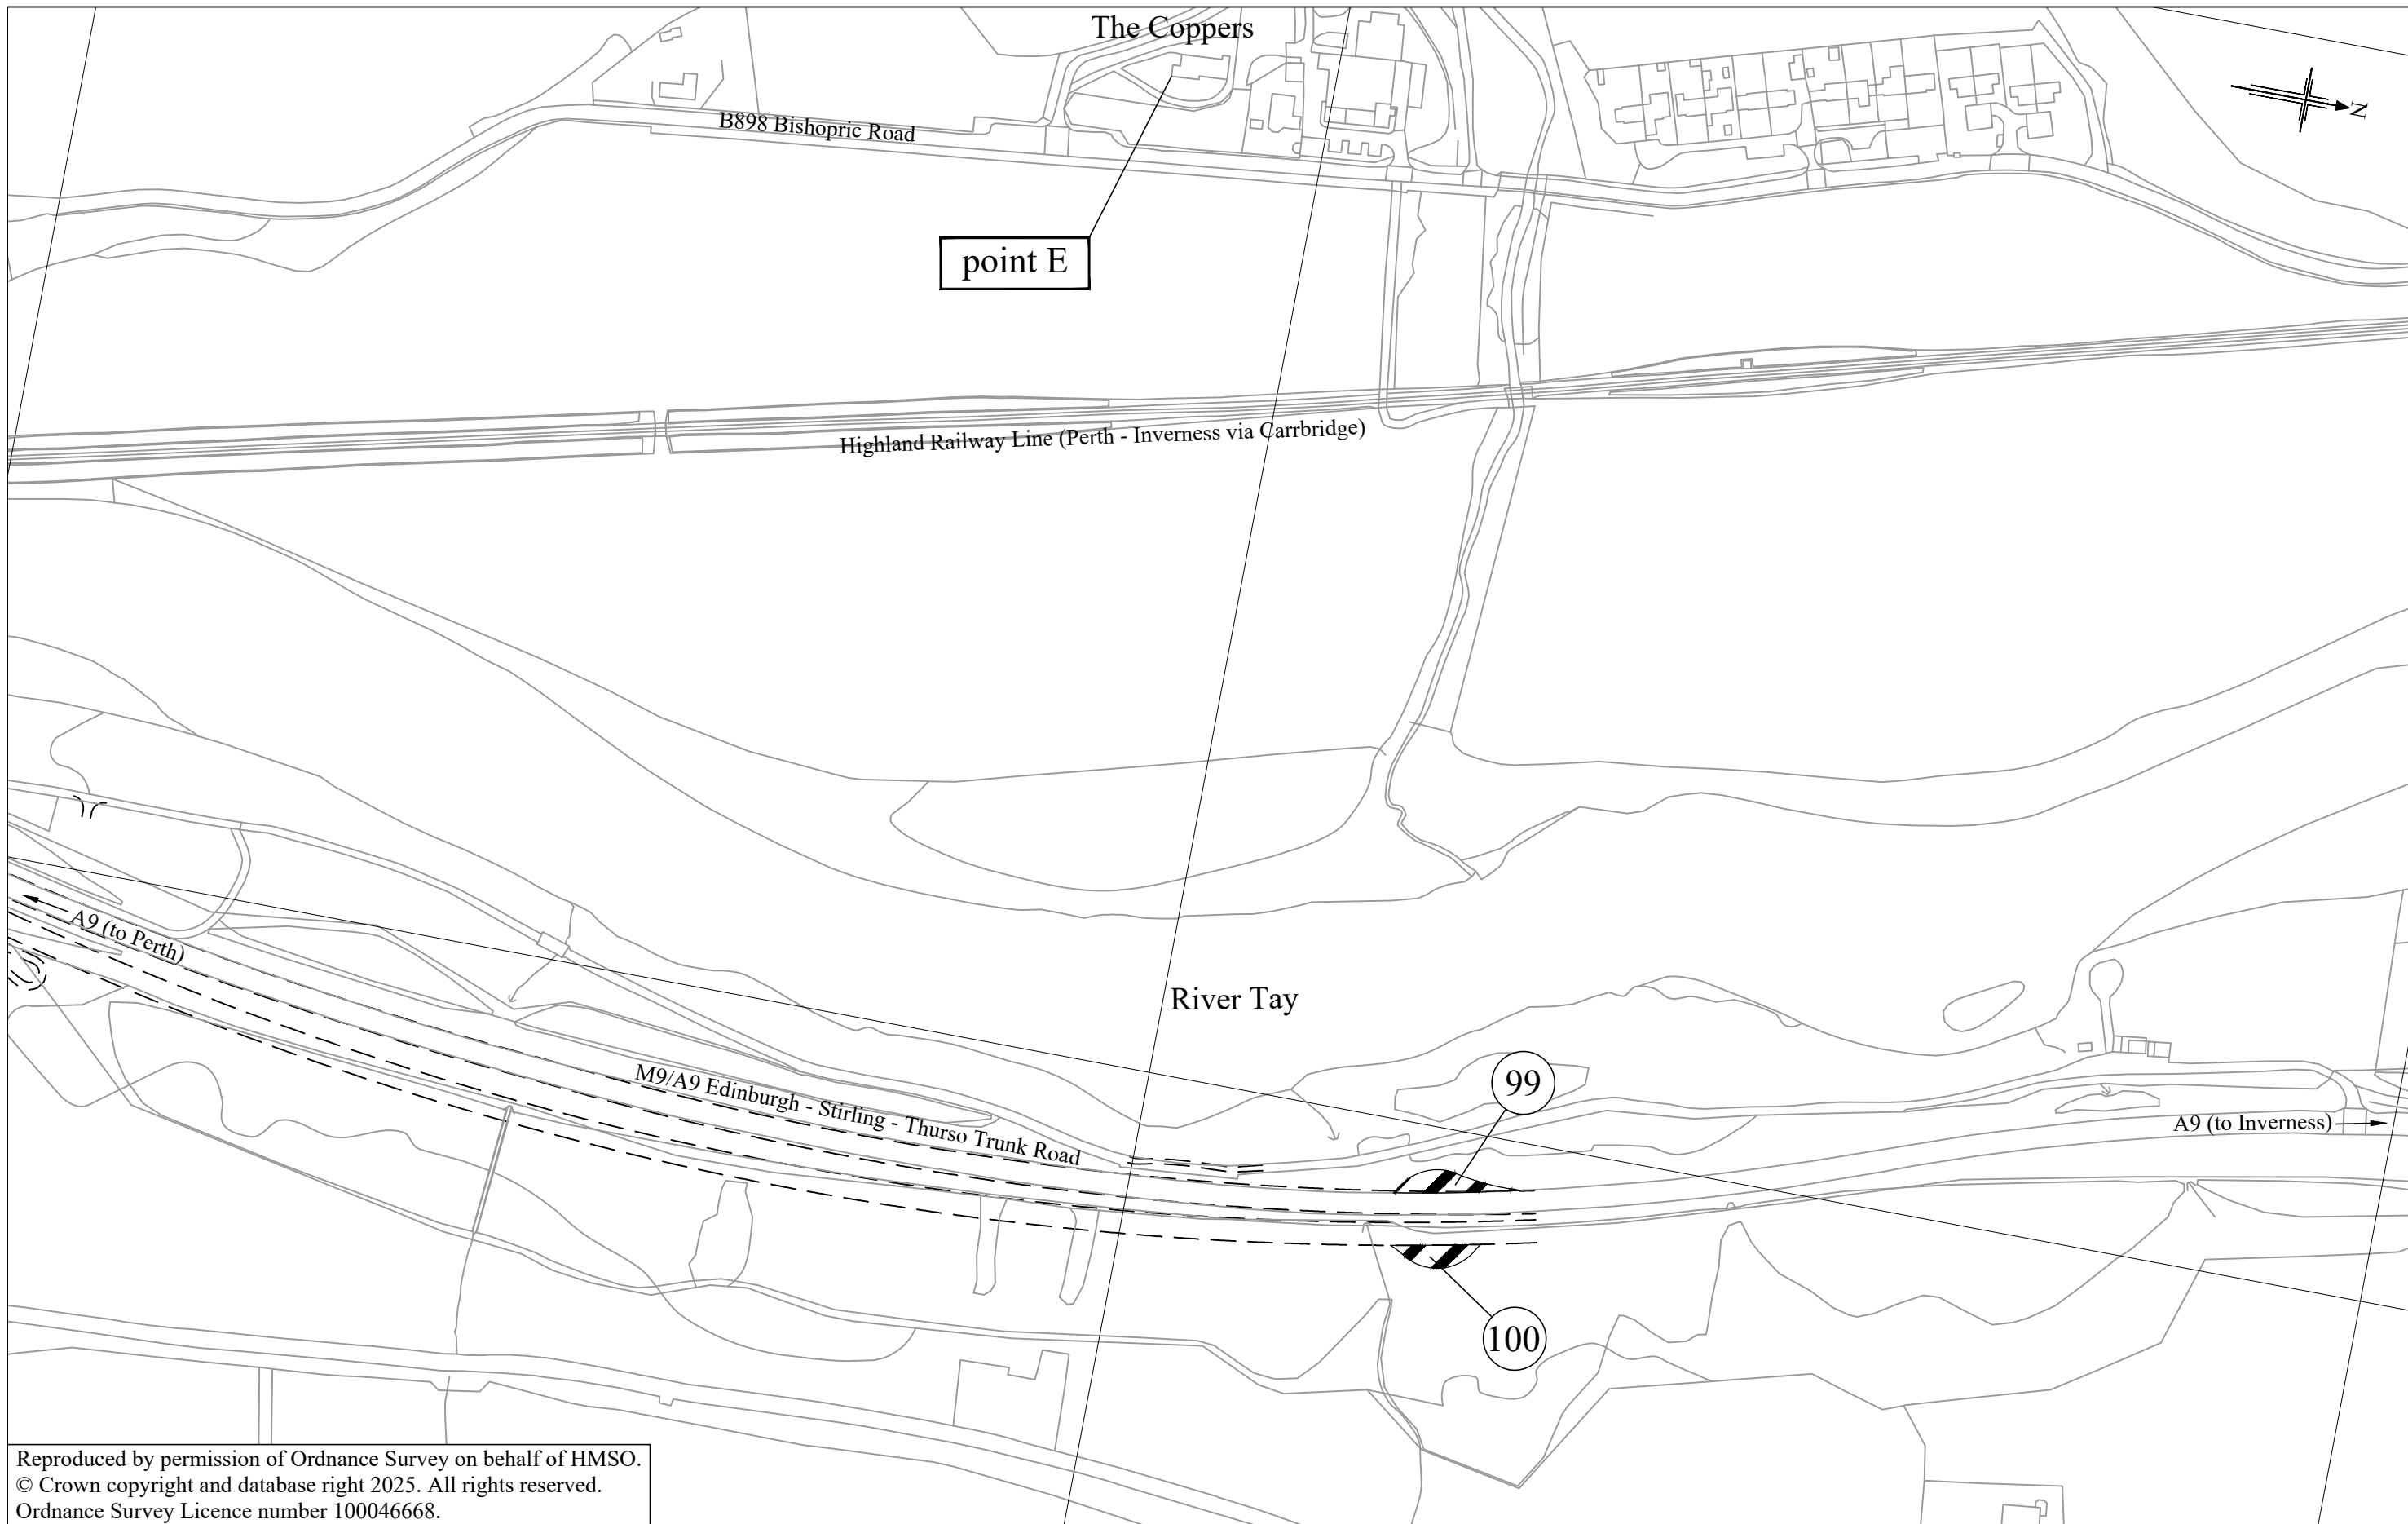 The Coppers
N
B898 Bishopric Road
point E
Highland Railway Line (Perth - Inverness via Carrbridge)
A9 (to Perth)
River Tay
M9/A9 Edinburgh - Stirling - Thurso Trunk Road
99
A9 (to Inverness)
100
Reproduced by permission of Ordnance Survey on behalf of HMSO.
© Crown copyright and database right 2025. All rights reserved.
Ordnance Survey Licence number 100046668.